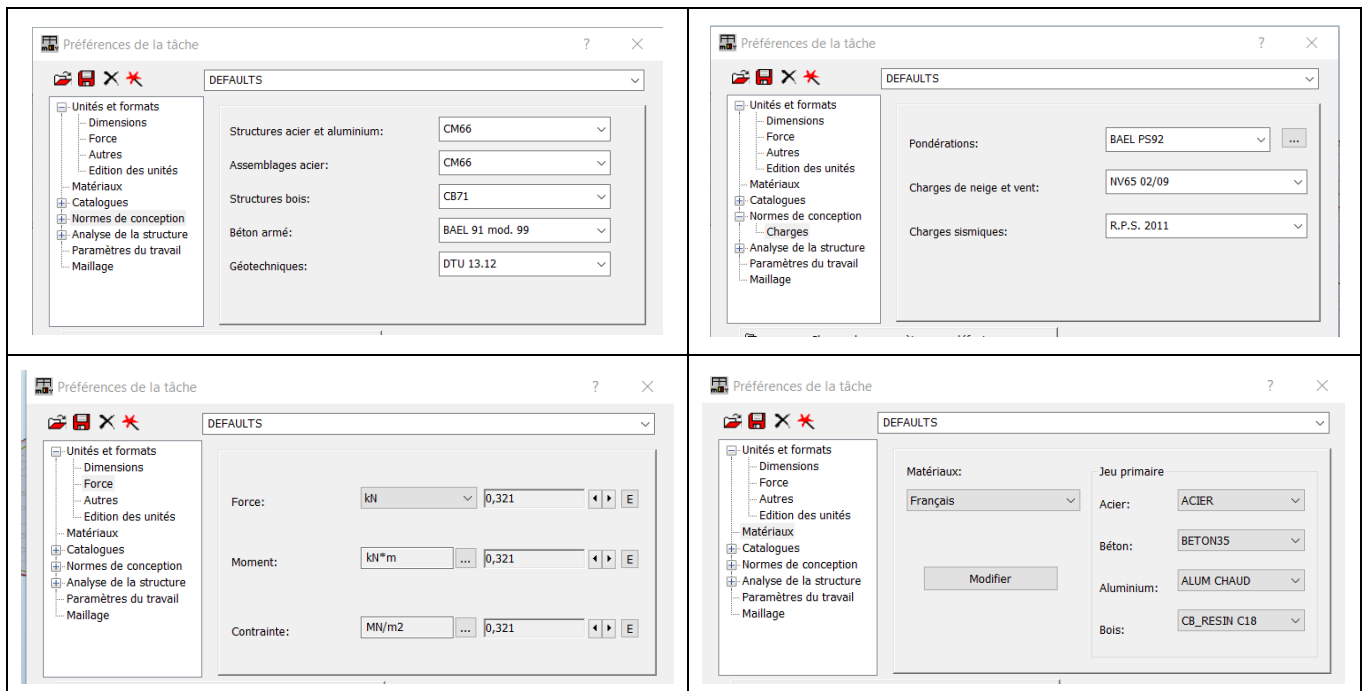 Préférences de la tâche ? ×
DEFAULTS
Unités et formats
Dimensions
Force
Autres
Edition des unités
Matériaux
Catalogues
Normes de conception
Analyse de la structure
Paramètres du travail
Maillage
Structures acier et aluminium: CM66
Assemblages acier: CM66
Structures bois: CB71
Béton armé: BAEL 91 mod. 99
Géotechniques: DTU 13.12
Préférences de la tâche ? ×
DEFAULTS
Unités et formats
Dimensions
Force
Autres
Edition des unités
Matériaux
Catalogues
Normes de conception
Charges
Analyse de la structure
Paramètres du travail
Maillage
Pondérations: BAEL PS92 ...
Charges de neige et vent: NV65 02/09
Charges sismiques: R.P.S. 2011
Préférences de la tâche ? ×
DEFAULTS
Unités et formats
Dimensions
Force
Autres
Edition des unités
Matériaux
Catalogues
Normes de conception
Analyse de la structure
Paramètres du travail
Maillage
Force: kN 0,321 E
Moment: kN*m ... 0,321 E
Contrainte: MN/m2 ... 0,321 E
Préférences de la tâche ? ×
DEFAULTS
Unités et formats
Dimensions
Force
Autres
Edition des unités
Matériaux
Catalogues
Normes de conception
Analyse de la structure
Paramètres du travail
Maillage
Matériaux:
Français
Modifier
Jeu primaire
Acier: ACIER
Béton: BETON35
Aluminium: ALUM CHAUD
Bois: CB_RESIN C18